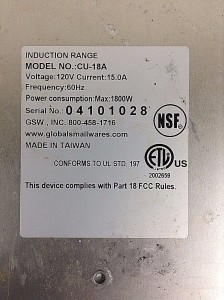 INDUCTION RANGE
MODEL NO.:CU-18A
Voltage:120V Current:15.0A
Frequency:60Hz
Power consumption:Max:1800W
Serial No.: 04101028
GSW , INC. 800-458-1716
www.globalsmallwares.com
MADE IN TAIWAN
NSF
CONFORMS TO UL STD. 197
ETL US
LISTED
2002659
This device complies with Part 18 FCC Rules.